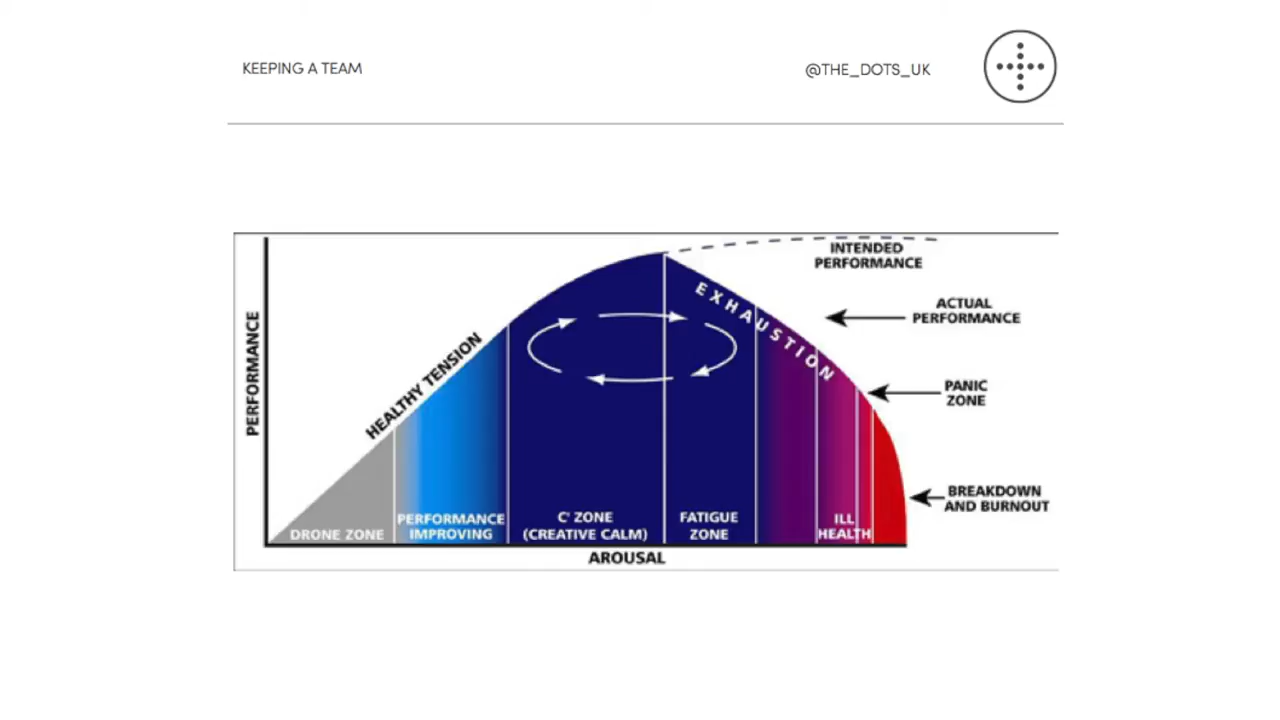 KEEPING A TEAM
@THE_DOTS_UK
INTENDED
PERFORMANCE
EXHAUSTION
ACTUAL
PERFORMANCE
PERFORMANCE
HEALTHY TENSION
PANIC
ZONE
BREAKDOWN
AND BURNOUT
DRONE ZONE
PERFORMANCE
IMPROVING
C' ZONE
(CREATIVE CALM)
FATIGUE
ZONE
ILL
HEALTH
AROUSAL